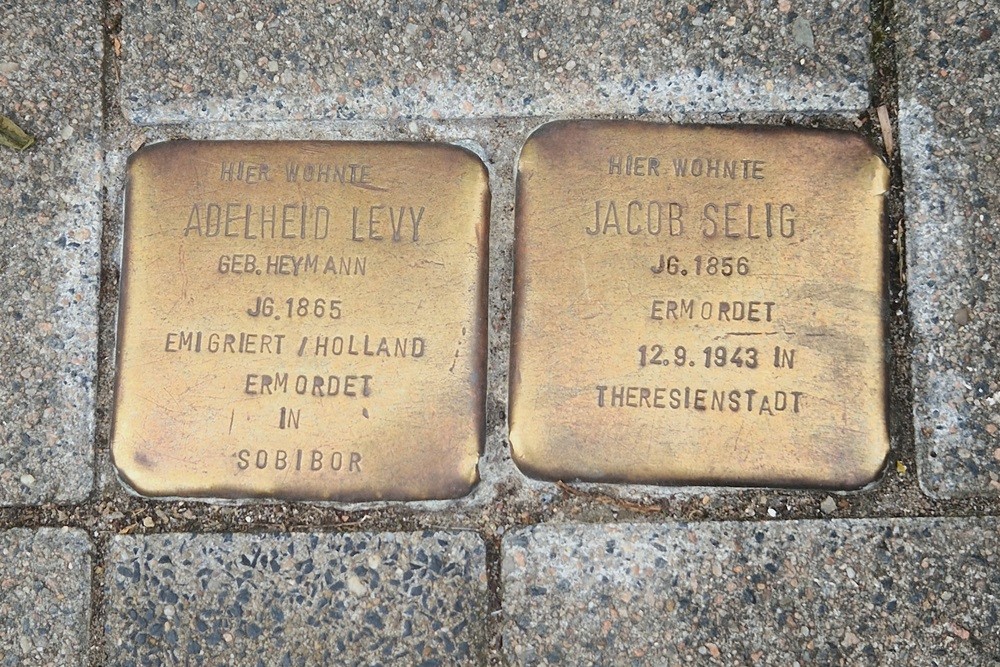 HIER WOHNTE
ADELHEID LEVY
GEB. HEYMANN
JG. 1865
EMIGRIERT / HOLLAND
ERMORDET
IN
SOBIBOR
HIER WOHNTE
JACOB SELIG
JG. 1856
ERMORDET
12.9.1943 IN
THERESIENSTADT